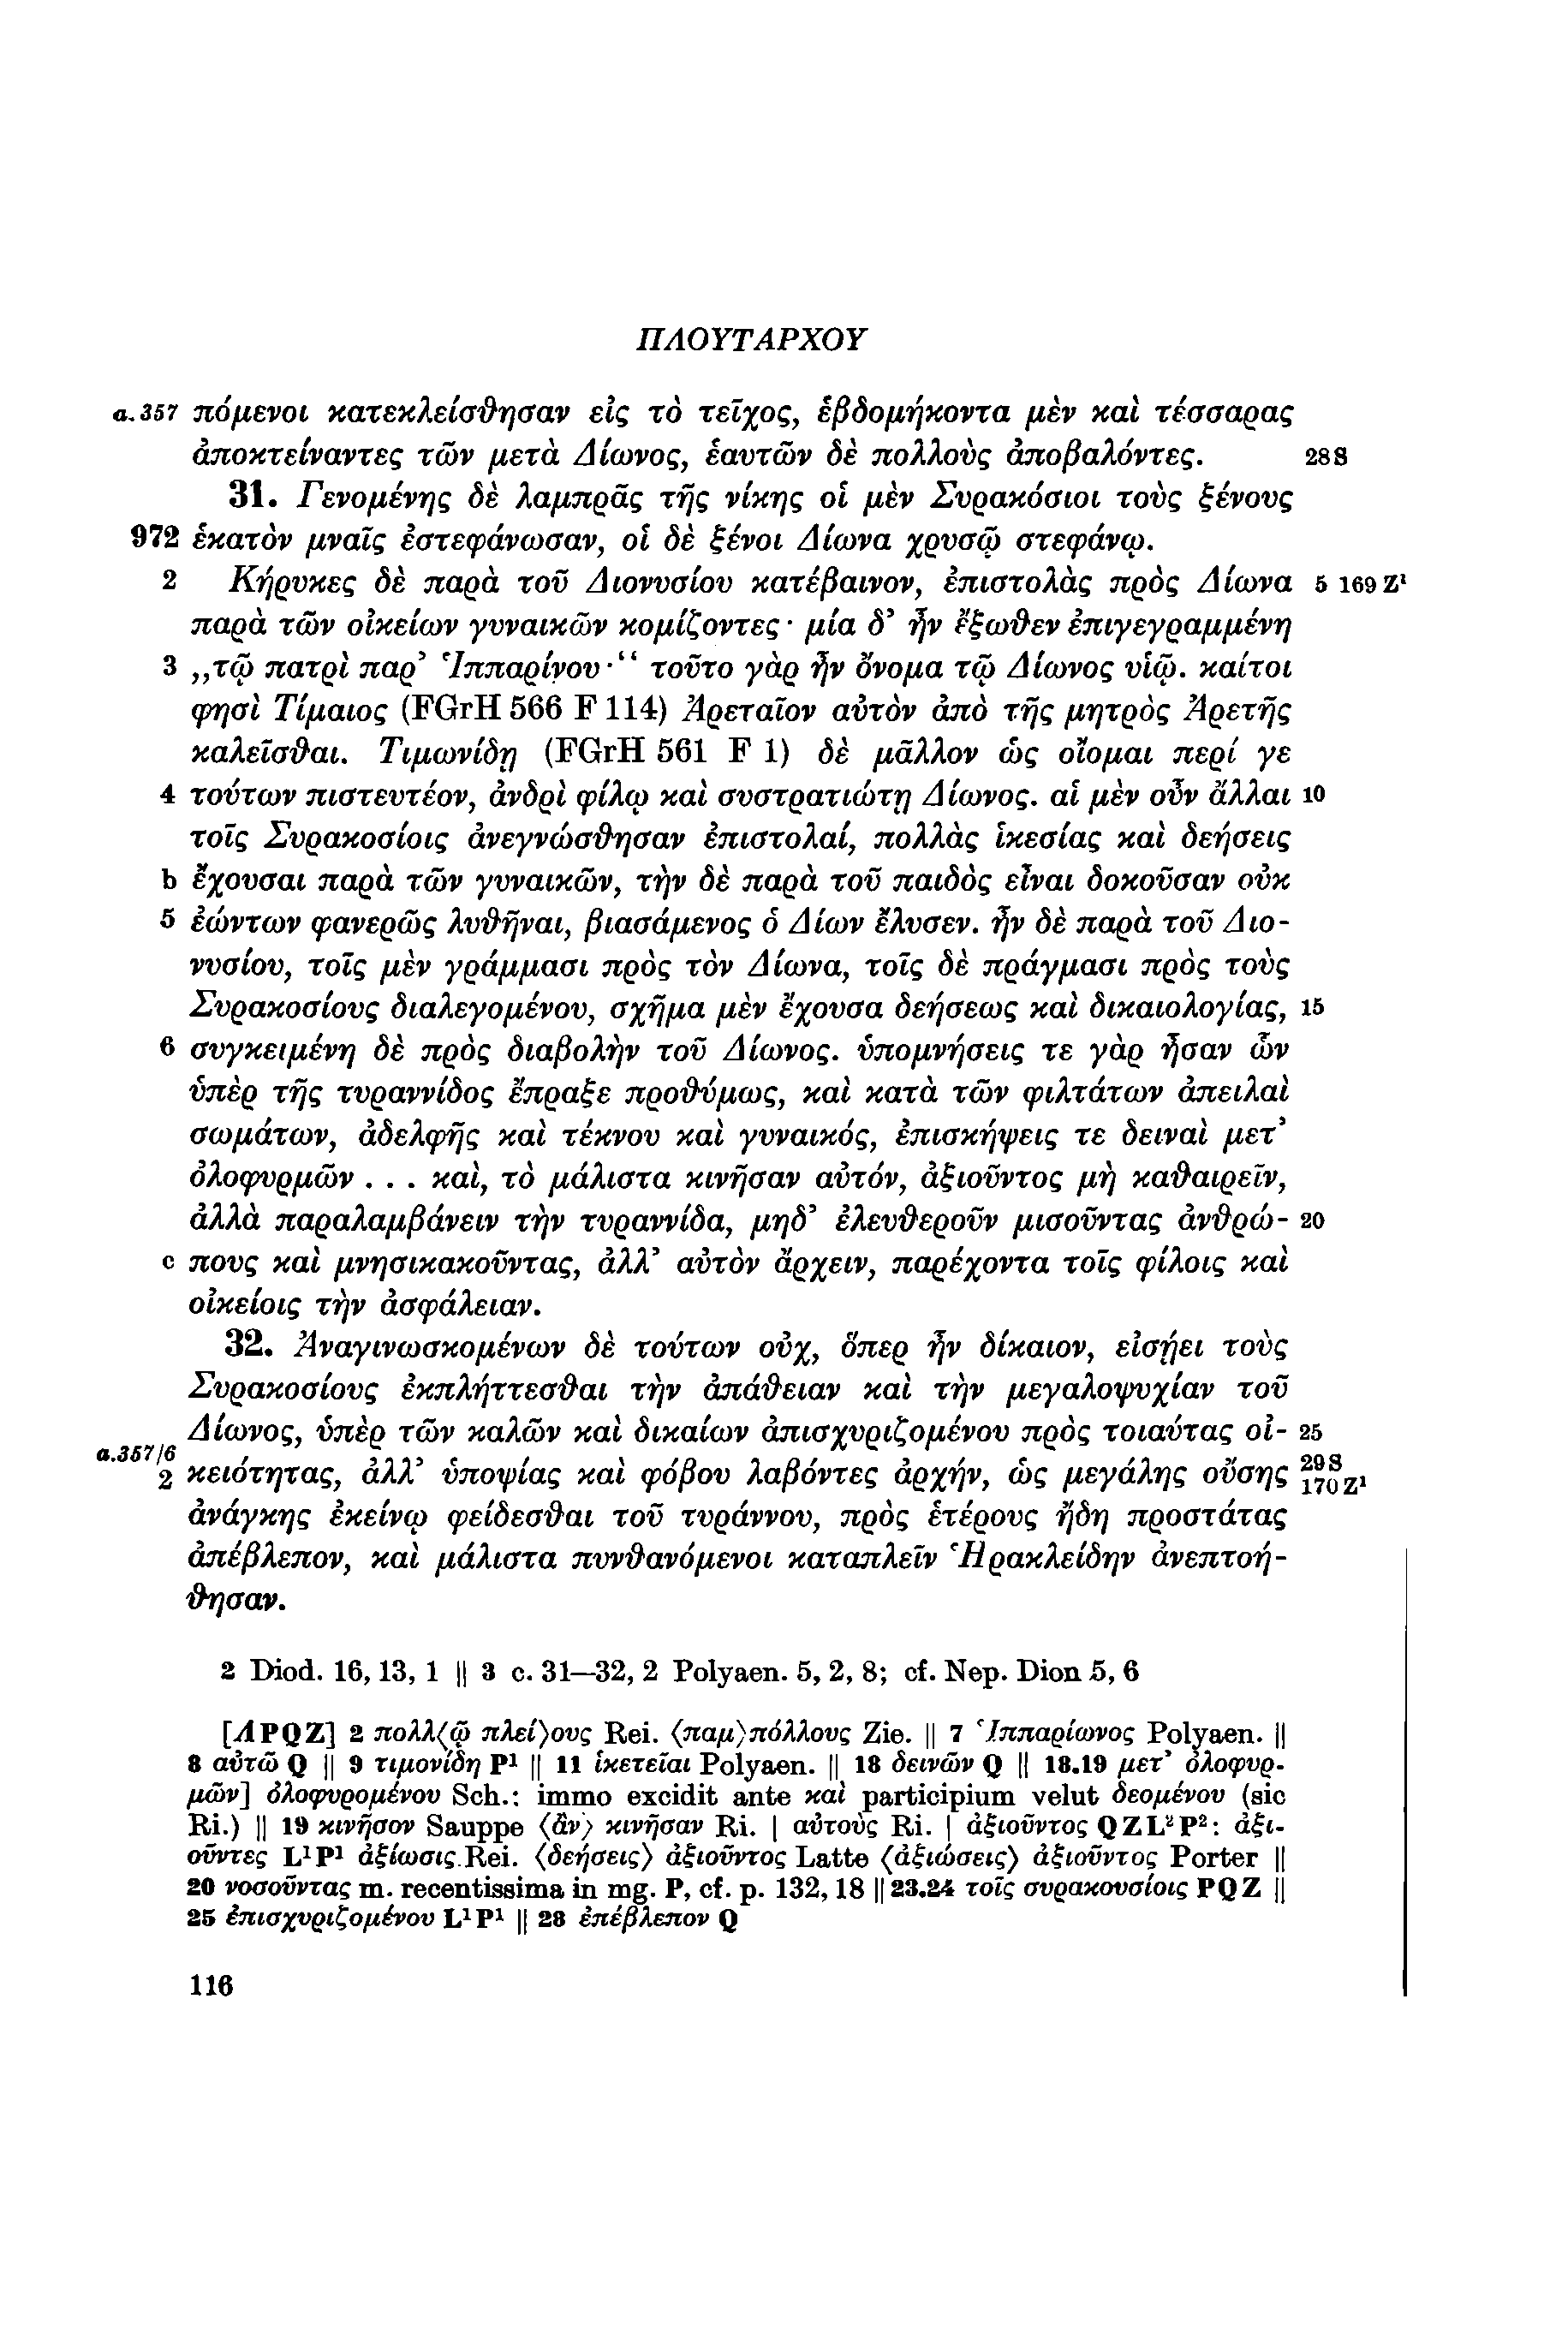 ΠΛΟΥΤΑΡΧΟΥ
a.357 πόμενοι κατεκλείσθησαν εἰς τὸ τεῖχος, ἑβδομήκοντα μὲν καὶ τέσσαρας
ἀποκτείναντες τῶν μετὰ Δίωνος, ἑαυτῶν δὲ πολλοὺς ἀποβαλόντες. 28 S
31. Γενομένης δὲ λαμπρᾶς τῆς νίκης οἱ μὲν Συρακόσιοι τοὺς ξένους
972 ἑκατὸν μναῖς ἐστεφάνωσαν, οἱ δὲ ξένοι Δίωνα χρυσῷ στεφάνῳ.
2 Κήρυκες δὲ παρὰ τοῦ Διονυσίου κατέβαινον, ἐπιστολὰς πρὸς Δίωνα 5 169 Z¹
παρὰ τῶν οἰκείων γυναικῶν κομίζοντες· μία δ’ ἦν ἔξωθεν ἐπιγεγραμμένη
3 „τῷ πατρὶ παρ’ Ἱππαρίνου·“ τοῦτο γὰρ ἦν ὄνομα τῷ Δίωνος υἱῷ. καίτοι
φησὶ Τίμαιος (FGrH 566 F 114) Ἀρεταῖον αὐτὸν ἀπὸ τῆς μητρὸς Ἀρετῆς
καλεῖσθαι. Τιμωνίδῃ (FGrH 561 F 1) δὲ μᾶλλον ὡς οἴομαι περί γε
4 τούτων πιστευτέον, ἀνδρὶ φίλῳ καὶ συστρατιώτῃ Δίωνος. αἱ μὲν οὖν ἄλλαι 10
τοῖς Συρακοσίοις ἀνεγνώσθησαν ἐπιστολαί, πολλὰς ἱκεσίας καὶ δεήσεις
b ἔχουσαι παρὰ τῶν γυναικῶν, τὴν δὲ παρὰ τοῦ παιδὸς εἶναι δοκοῦσαν οὐκ
5 ἐώντων φανερῶς λυθῆναι, βιασάμενος ὁ Δίων ἔλυσεν. ἦν δὲ παρὰ τοῦ Διο-
νυσίου, τοῖς μὲν γράμμασι πρὸς τὸν Δίωνα, τοῖς δὲ πράγμασι πρὸς τοὺς
Συρακοσίους διαλεγομένου, σχῆμα μὲν ἔχουσα δεήσεως καὶ δικαιολογίας, 15
6 συγκειμένη δὲ πρὸς διαβολὴν τοῦ Δίωνος. ὑπομνήσεις τε γὰρ ἦσαν ὧν
ὑπὲρ τῆς τυραννίδος ἔπραξε προθύμως, καὶ κατὰ τῶν φιλτάτων ἀπειλαὶ
σωμάτων, ἀδελφῆς καὶ τέκνου καὶ γυναικός, ἐπισκήψεις τε δειναὶ μετ’
ὀλοφυρμῶν . . . καὶ, τὸ μάλιστα κινῆσαν αὐτόν, ἀξιοῦντος μὴ καθαιρεῖν,
ἀλλὰ παραλαμβάνειν τὴν τυραννίδα, μηδ’ ἐλευθεροῦν μισοῦντας ἀνθρώ- 20
c πους καὶ μνησικακοῦντας, ἀλλ’ αὐτὸν ἄρχειν, παρέχοντα τοῖς φίλοις καὶ
οἰκείοις τὴν ἀσφάλειαν.
32. Ἀναγινωσκομένων δὲ τούτων οὐχ, ὅπερ ἦν δίκαιον, εἰσῄει τοὺς
Συρακοσίους ἐκπλήττεσθαι τὴν ἀπάθειαν καὶ τὴν μεγαλοψυχίαν τοῦ
Δίωνος, ὑπὲρ τῶν καλῶν καὶ δικαίων ἀπισχυριζομένου πρὸς τοιαύτας οἰ- 25
a.357/6 2 κειότητας, ἀλλ’ ὑποψίας καὶ φόβου λαβόντες ἀρχήν, ὡς μεγάλης οὔσης 29 S 170 Z¹
ἀνάγκης ἐκείνῳ φείδεσθαι τοῦ τυράννου, πρὸς ἑτέρους ἤδη προστάτας
ἀπέβλεπον, καὶ μάλιστα πυνθανόμενοι καταπλεῖν Ἡρακλείδην ἀνεπτοή-
θησαν.
2 Diod. 16, 13, 1 || 3 c. 31–32, 2 Polyaen. 5, 2, 8; cf. Nep. Dion 5, 6
[ΛPQZ] 2 πολλ⟨ῷ πλεί⟩ους Rei. ⟨παμ⟩πόλλους Zie. || 7 Ἱππαρίωνος Polyaen. ||
8 αὐτῶ Q || 9 τιμονίδη P¹ || 11 ἱκετεῖαι Polyaen. || 18 δεινῶν Q || 18.19 μετ’ ὀλοφυρ-
μῶν] ὀλοφυρομένου Sch.: immo excidit ante καὶ participium velut δεομένου (sic
Ri.) || 19 κινῆσον Sauppe ⟨ἂν⟩ κινῆσαν Ri. | αὐτοὺς Ri. | ἀξιοῦντος QZL²P²: ἀξι-
οῦντες L¹P¹ ἀξίωσις Rei. ⟨δεήσεις⟩ ἀξιοῦντος Latte ⟨ἀξιώσεις⟩ ἀξιοῦντος Porter ||
20 νοσοῦντας m. recentissima in mg. P, cf. p. 132, 18 || 23.24 τοῖς συρακουσίοις PQZ ||
25 ἐπισχυριζομένου L¹P¹ || 28 ἐπέβλεπον Q
116